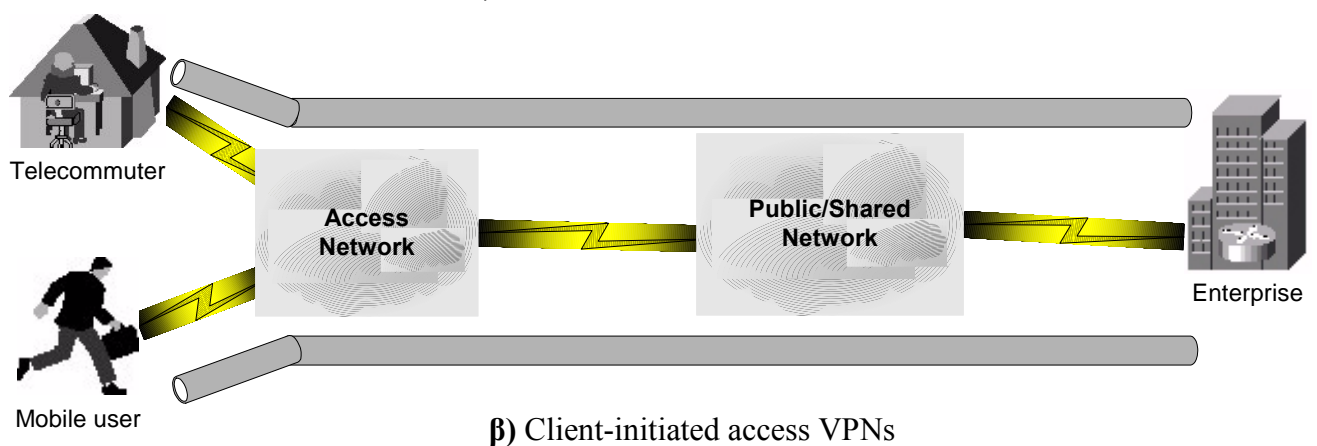 Telecommuter
Access
Network
Public/Shared
Network
Enterprise
Mobile user
β) Client-initiated access VPNs